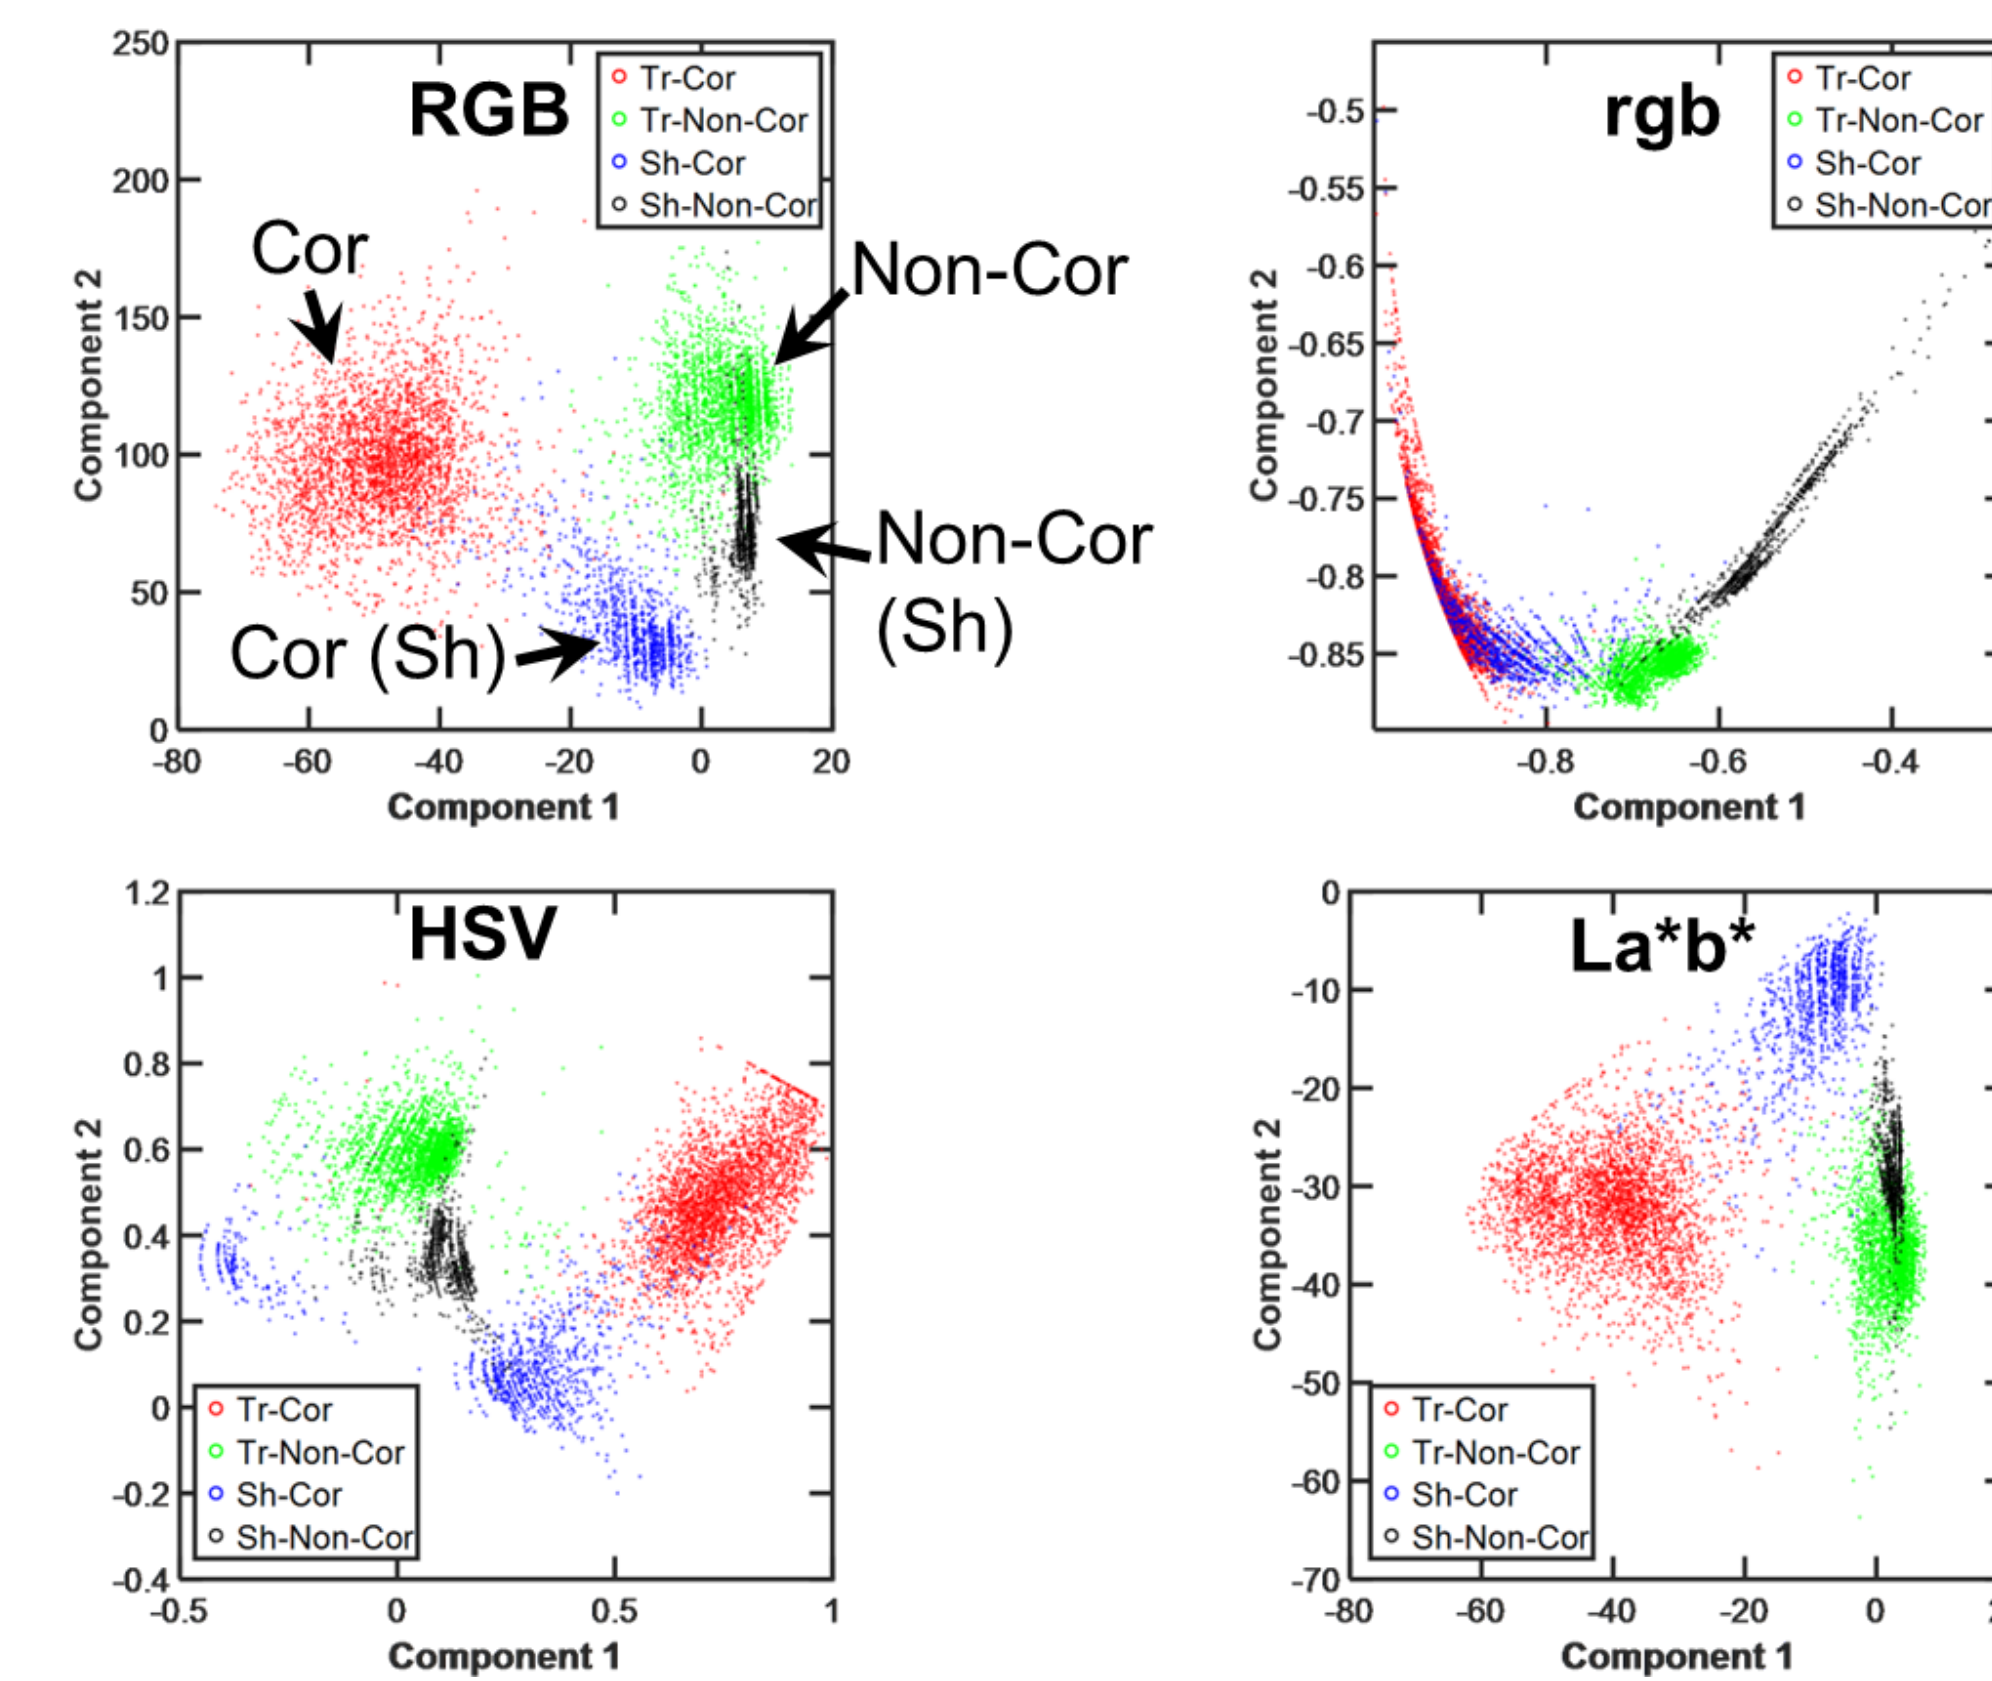 RGB
Tr-Cor
Tr-Non-Cor
Sh-Cor
Sh-Non-Cor
Cor
Non-Cor
Non-Cor
(Sh)
Cor (Sh)
250
200
150
100
50
0
-80 -60 -40 -20 0 20
Component 2
Component 1
rgb
Tr-Cor
Tr-Non-Cor
Sh-Cor
Sh-Non-Cor
-0.5
-0.55
-0.6
-0.65
-0.7
-0.75
-0.8
-0.85
-0.8 -0.6 -0.4
Component 2
Component 1
HSV
1.2
1
0.8
0.6
0.4
0.2
0
-0.2
-0.4
-0.5 0 0.5 1
Tr-Cor
Tr-Non-Cor
Sh-Cor
Sh-Non-Cor
Component 2
Component 1
La*b*
0
-10
-20
-30
-40
-50
-60
-70
-80 -60 -40 -20 0
Tr-Cor
Tr-Non-Cor
Sh-Cor
Sh-Non-Cor
Component 2
Component 1